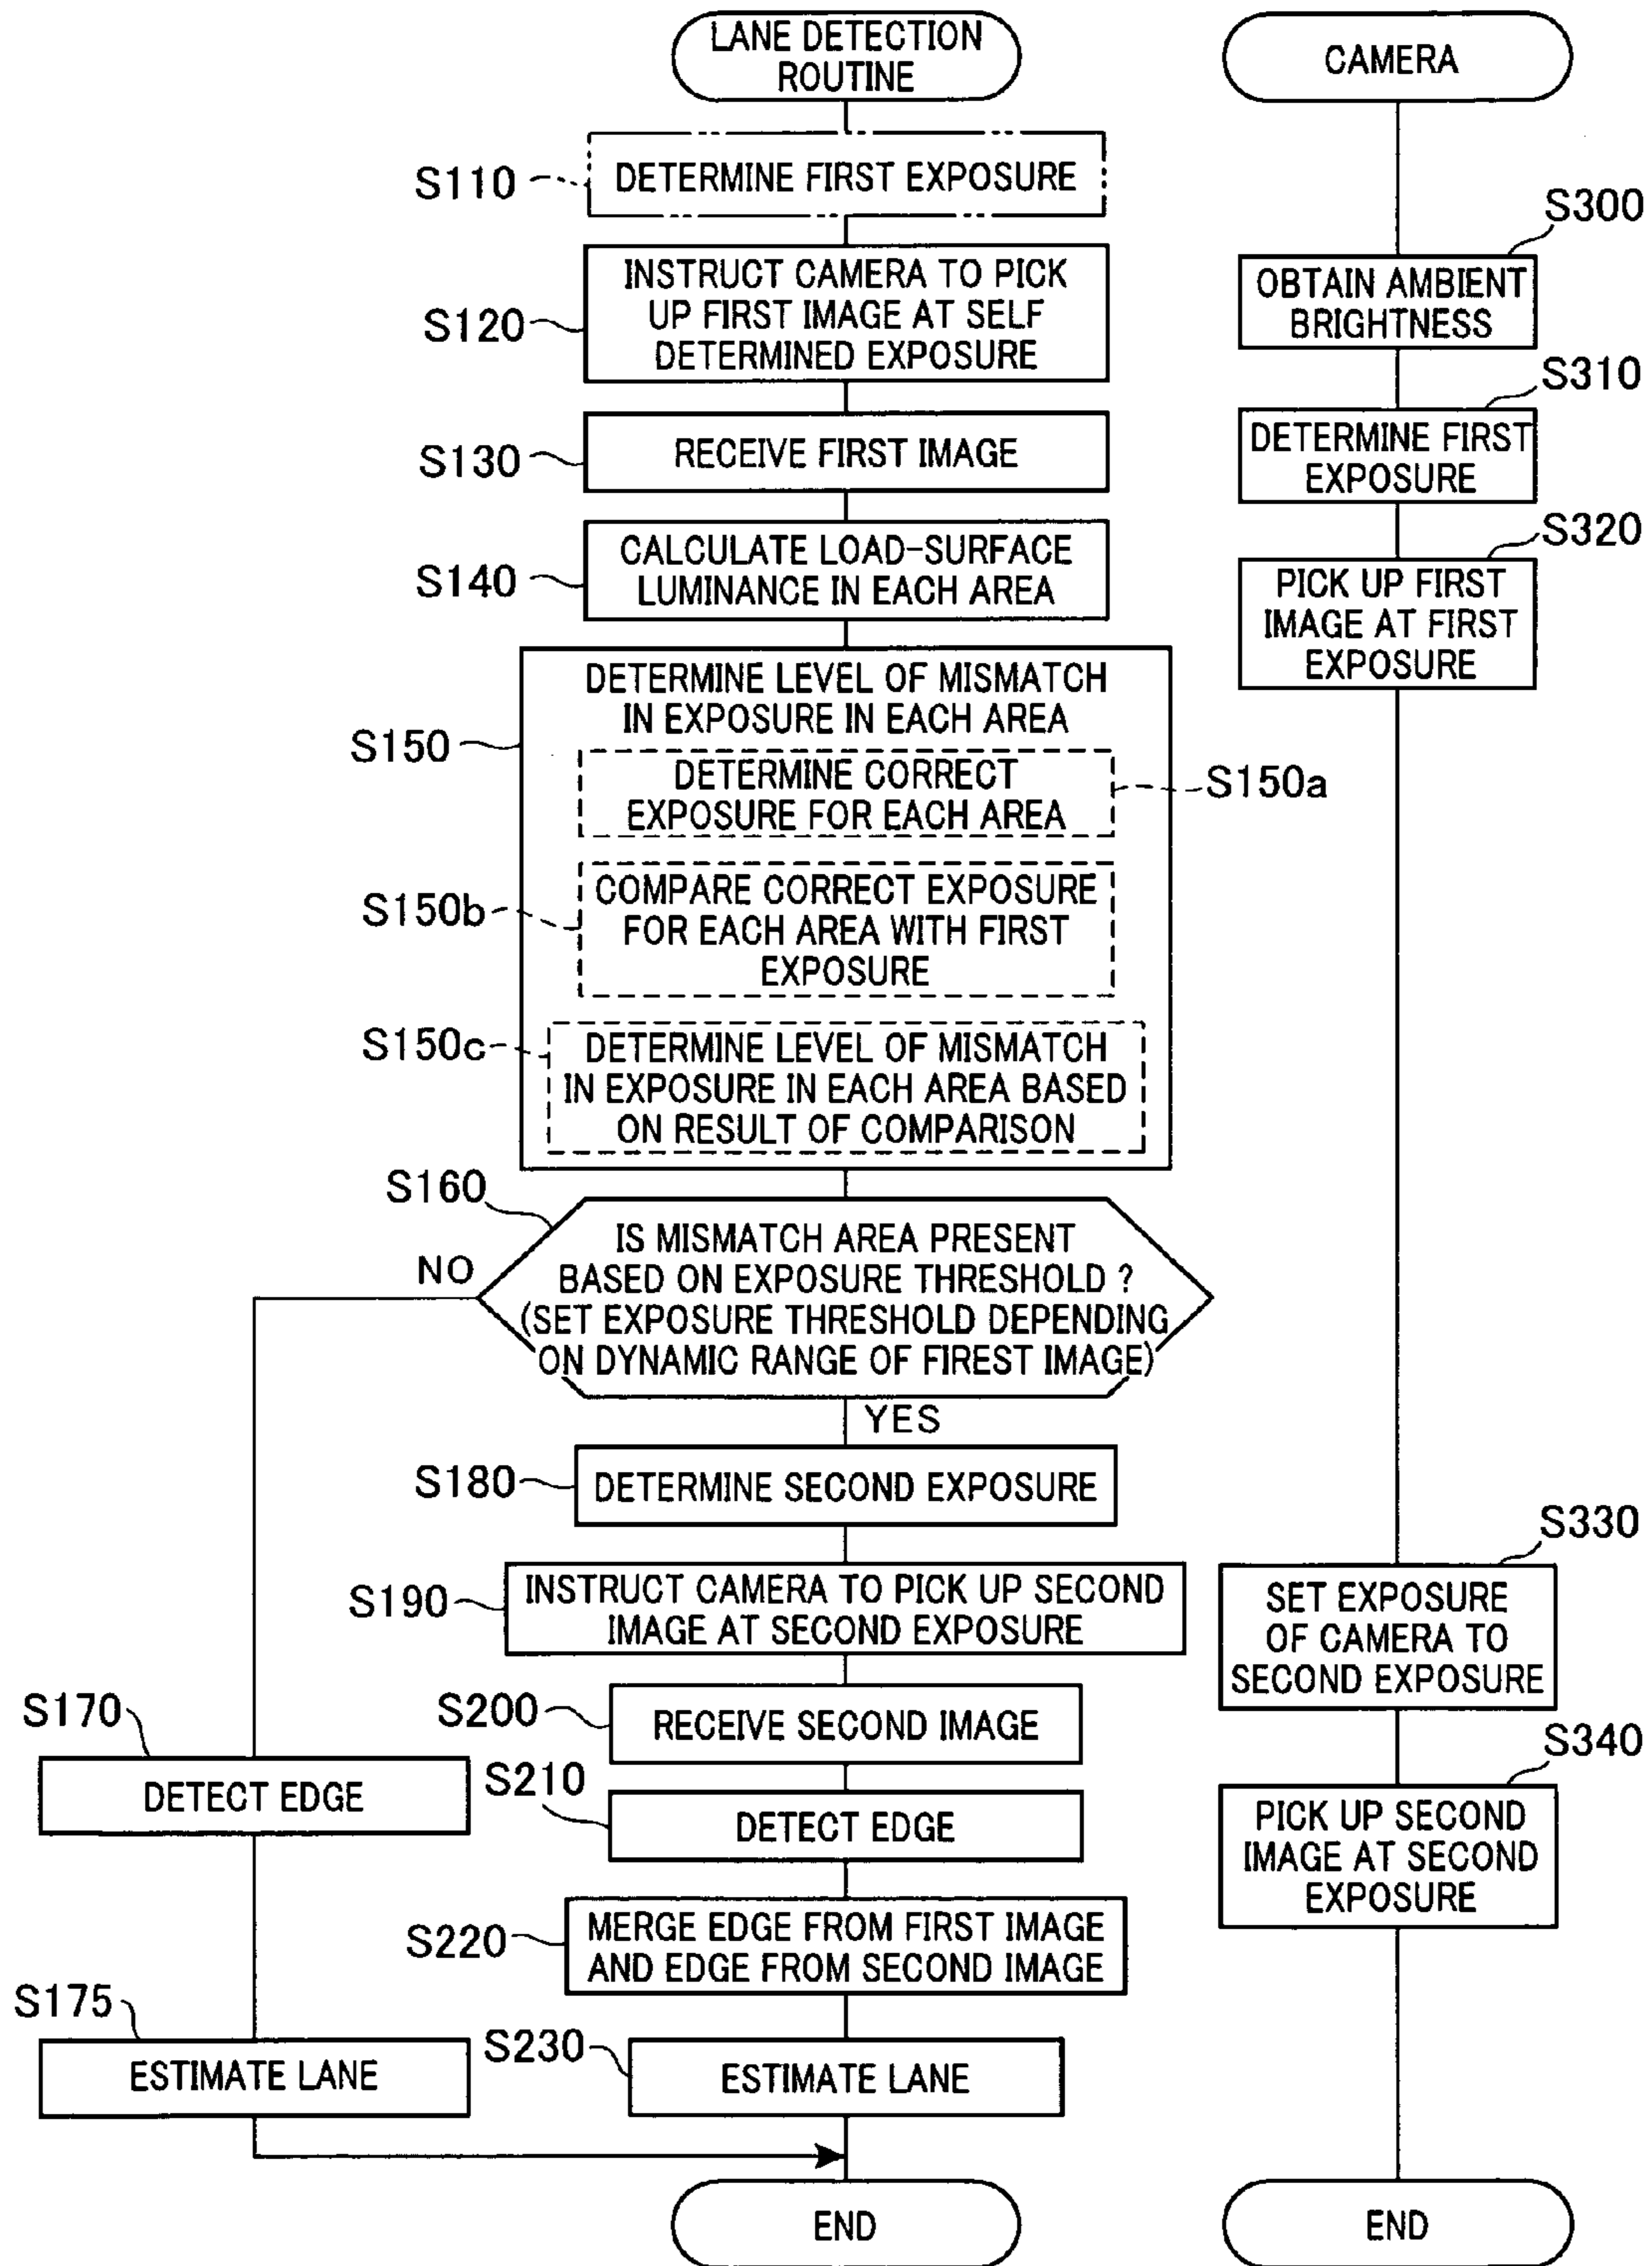 LANE DETECTION
ROUTINE
S110
DETERMINE FIRST EXPOSURE
S120
INSTRUCT CAMERA TO PICK
UP FIRST IMAGE AT SELF
DETERMINED EXPOSURE
S130
RECEIVE FIRST IMAGE
S140
CALCULATE LOAD-SURFACE
LUMINANCE IN EACH AREA
S150
DETERMINE LEVEL OF MISMATCH
IN EXPOSURE IN EACH AREA
DETERMINE CORRECT
EXPOSURE FOR EACH AREA
S150a
S150b
COMPARE CORRECT EXPOSURE
FOR EACH AREA WITH FIRST
EXPOSURE
S150c
DETERMINE LEVEL OF MISMATCH
IN EXPOSURE IN EACH AREA BASED
ON RESULT OF COMPARISON
S160
IS MISMATCH AREA PRESENT
BASED ON EXPOSURE THRESHOLD ?
(SET EXPOSURE THRESHOLD DEPENDING
ON DYNAMIC RANGE OF FIREST IMAGE)
NO
YES
S170
DETECT EDGE
S175
ESTIMATE LANE
S180
DETERMINE SECOND EXPOSURE
S190
INSTRUCT CAMERA TO PICK UP SECOND
IMAGE AT SECOND EXPOSURE
S200
RECEIVE SECOND IMAGE
S210
DETECT EDGE
S220
MERGE EDGE FROM FIRST IMAGE
AND EDGE FROM SECOND IMAGE
S230
ESTIMATE LANE
END
CAMERA
S300
OBTAIN AMBIENT
BRIGHTNESS
S310
DETERMINE FIRST
EXPOSURE
S320
PICK UP FIRST
IMAGE AT FIRST
EXPOSURE
S330
SET EXPOSURE
OF CAMERA TO
SECOND EXPOSURE
S340
PICK UP SECOND
IMAGE AT SECOND
EXPOSURE
END